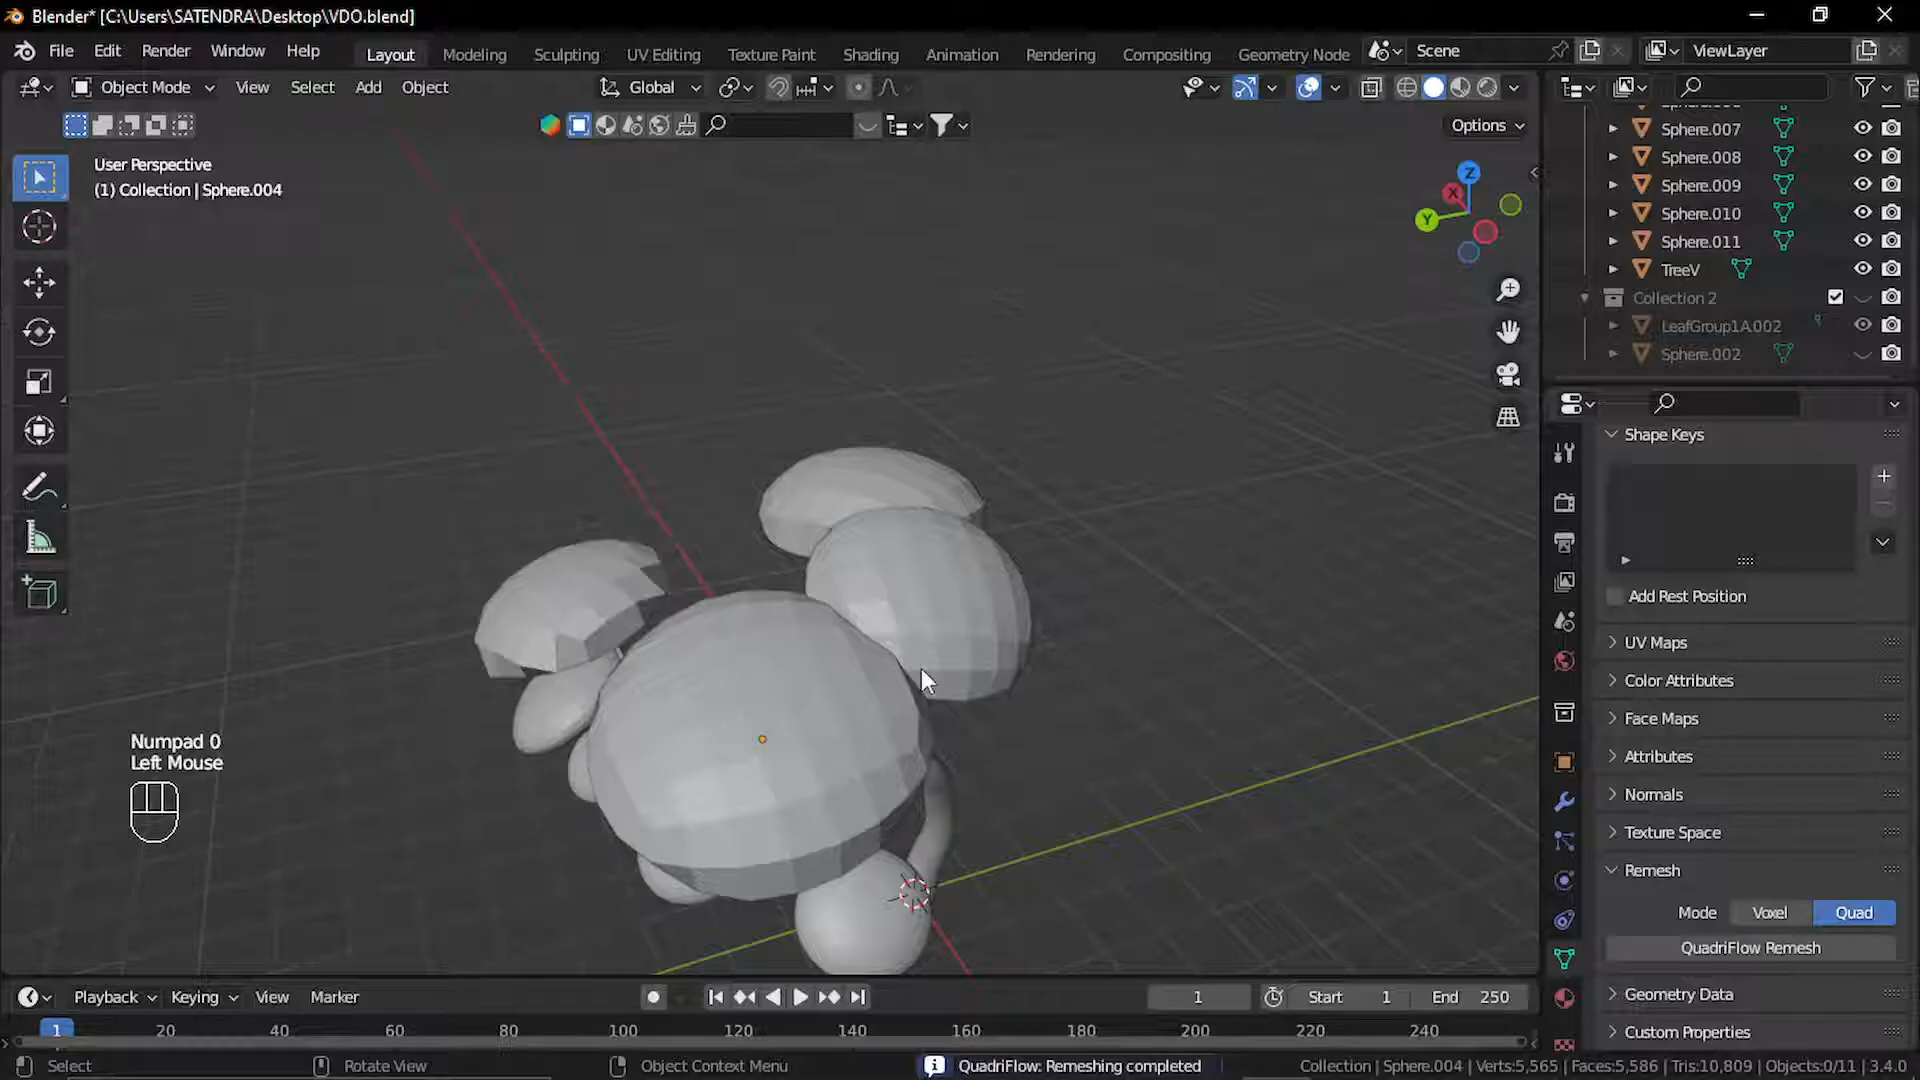 Blender* [C:\Users\SATENDRA\Desktop\VDO.blend]
File Edit Render Window Help Layout Modeling Sculpting UV Editing Texture Paint Shading Animation Rendering Compositing Geometry Node Scene ViewLayer
Object Mode View Select Add Object Global
Options
User Perspective
(1) Collection | Sphere.004
Z
X
Y
Sphere.007
Sphere.008
Sphere.009
Sphere.010
Sphere.011
TreeV
Collection 2
LeafGroup1A.002
Sphere.002
Shape Keys
Add Rest Position
UV Maps
Color Attributes
Face Maps
Attributes
Normals
Texture Space
Remesh
Mode Voxel Quad
QuadriFlow Remesh
Geometry Data
Custom Properties
Numpad 0
Left Mouse
Playback Keying View Marker 1 Start 1 End 250
1 20 40 60 80 100 120 140 160 180 200 220 240
Select Rotate View Object Context Menu QuadriFlow: Remeshing completed Collection | Sphere.004 | Verts:5,565 | Faces:5,586 | Tris:10,809 | Objects:0/11 | 3.4.0